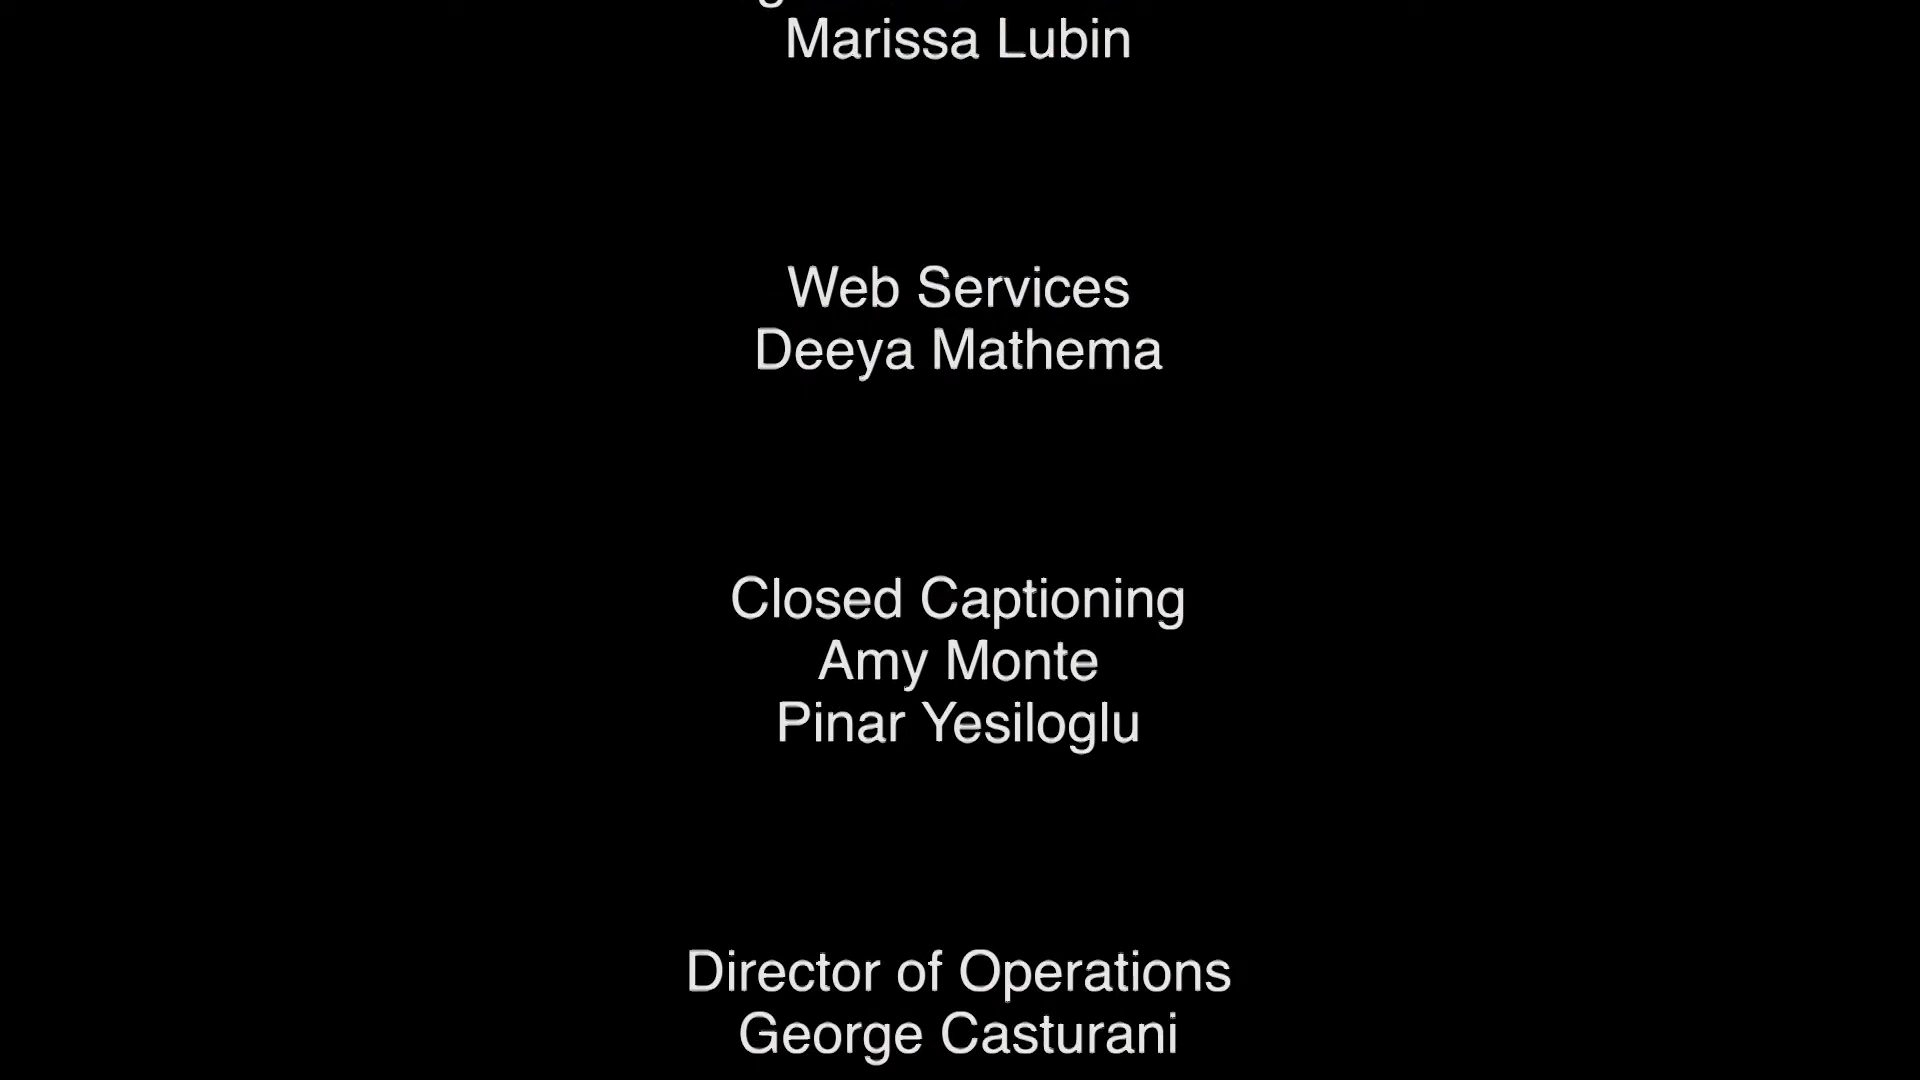 Marissa Lubin
Web Services
Deeya Mathema
Closed Captioning
Amy Monte
Pinar Yesiloglu
Director of Operations
George Casturani